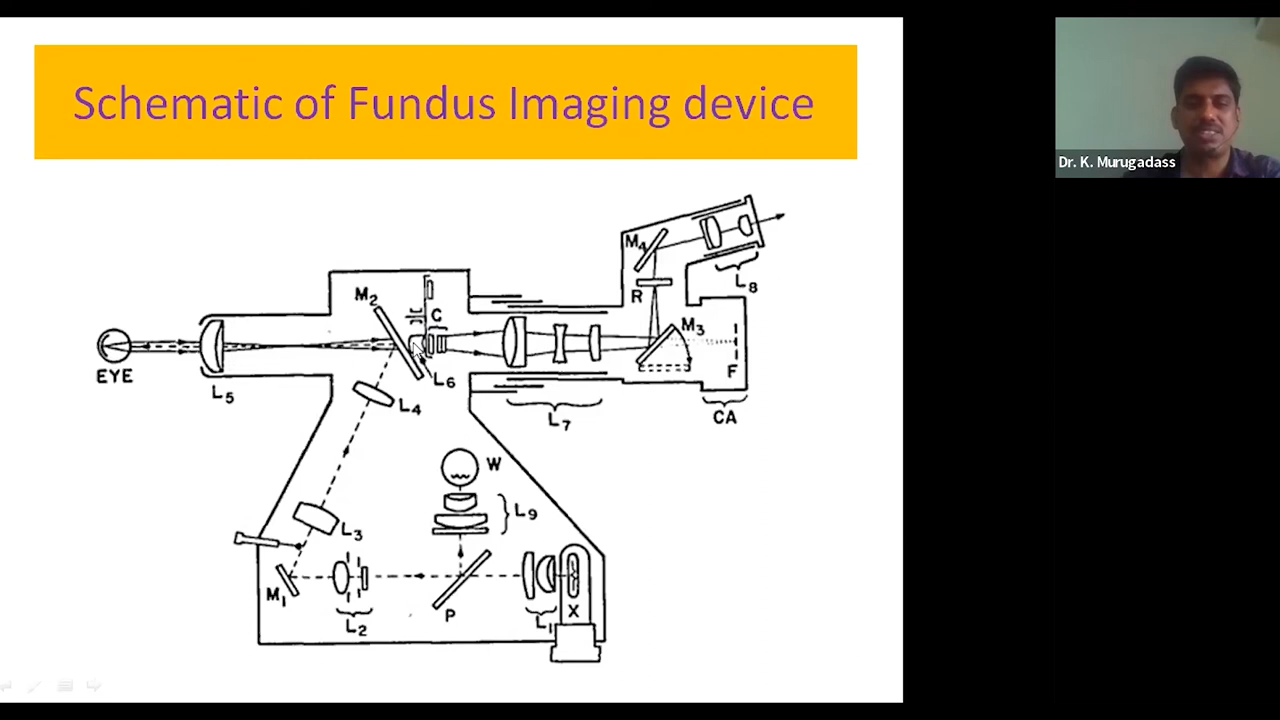 Schematic of Fundus Imaging device
Dr. K. Murugadass
M4
L8
R
M2
C
M3
EYE
L5
L6
F
L4
L7
CA
W
L9
L3
M1
L2
P
L1
X